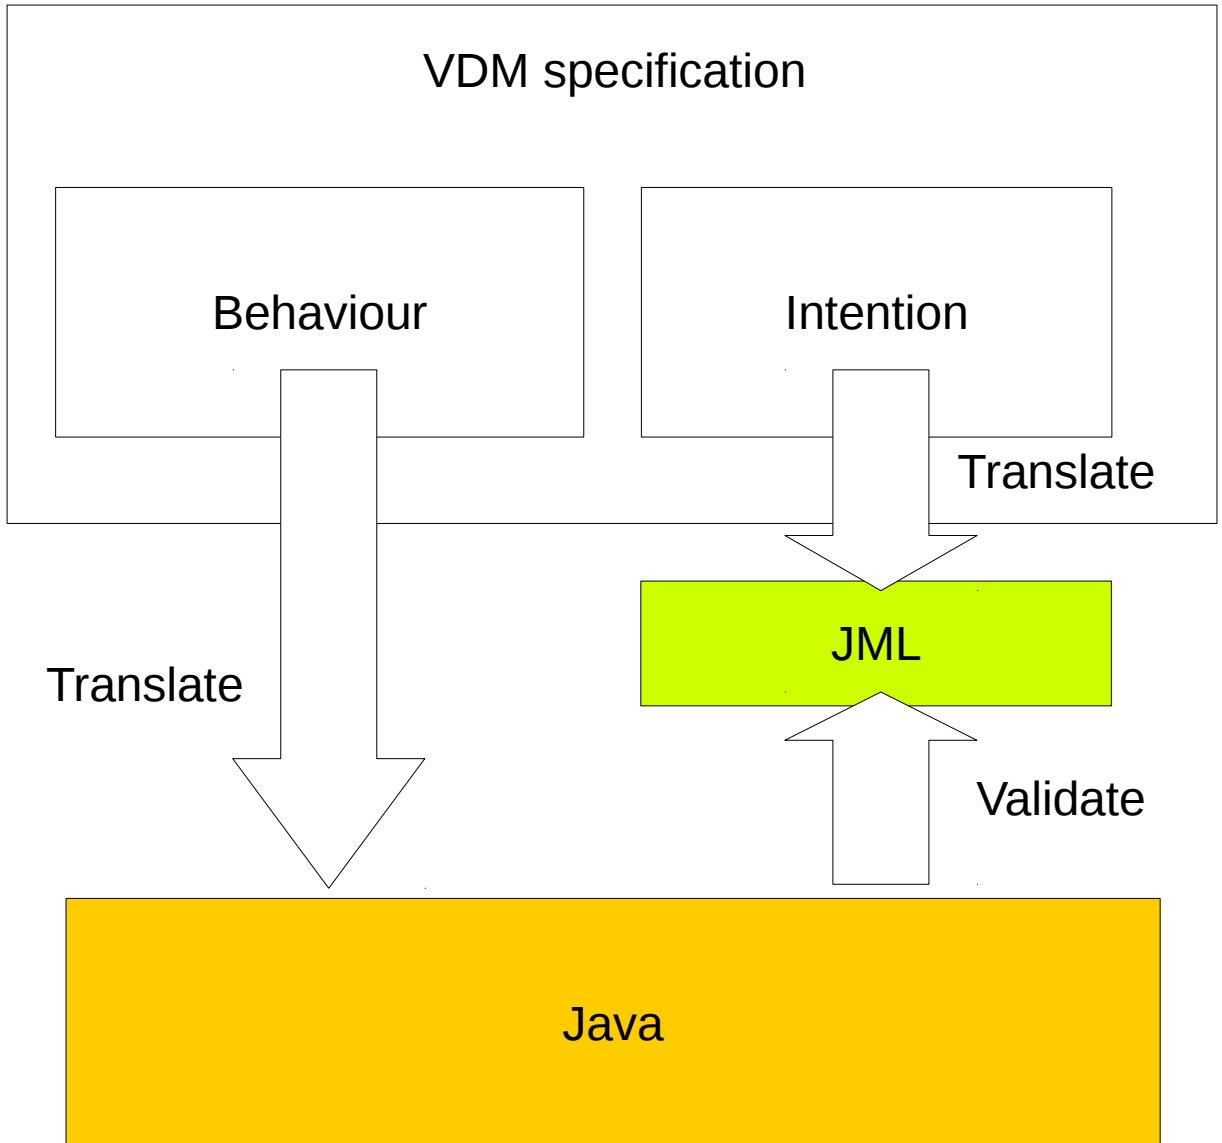 VDM specification
Behaviour
Intention
Translate
JML
Translate
Validate
Java